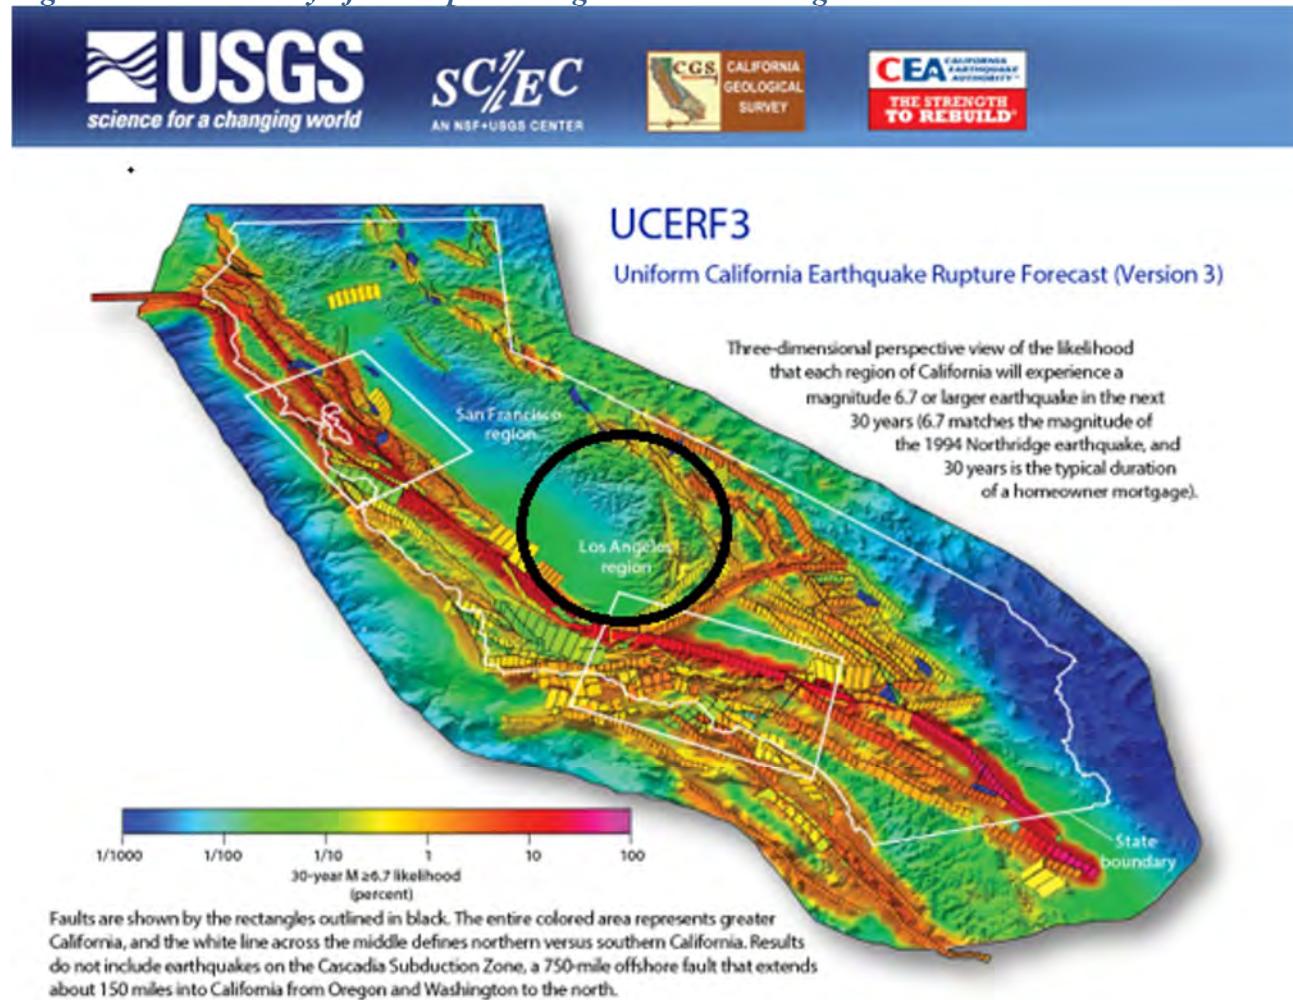 USGS
science for a changing world
SC/EC
AN NSF+USGS CENTER
CGS
CALIFORNIA
GEOLOGICAL
SURVEY
CEA
CALIFORNIA
EARTHQUAKE
AUTHORITY™
THE STRENGTH
TO REBUILD®
UCERF3
Uniform California Earthquake Rupture Forecast (Version 3)
Three-dimensional perspective view of the likelihood
that each region of California will experience a
magnitude 6.7 or larger earthquake in the next
30 years (6.7 matches the magnitude of
the 1994 Northridge earthquake, and
30 years is the typical duration
of a homeowner mortgage).
San Francisco
region
Los Angeles
region
State
boundary
1/1000 1/100 1/10 1 10 100
30-year M ≥6.7 likelihood
(percent)
Faults are shown by the rectangles outlined in black. The entire colored area represents greater
California, and the white line across the middle defines northern versus southern California. Results
do not include earthquakes on the Cascadia Subduction Zone, a 750-mile offshore fault that extends
about 150 miles into California from Oregon and Washington to the north.